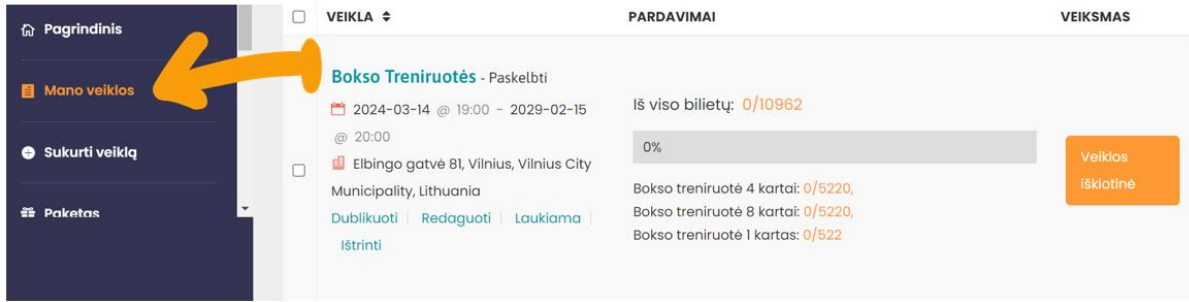 Pagrindinis
Mano veiklos
Sukurti veiklą
Paketas
VEIKLA
PARDAVIMAI
VEIKSMAS
Bokso Treniruotės - Paskelbti
2024-03-14 @ 19:00 - 2029-02-15
@ 20:00
Elbingo gatvė 81, Vilnius, Vilnius City
Municipality, Lithuania
Dublikuoti | Redaguoti | Laukiama |
Ištrinti
Iš viso bilietų: 0/10962
0%
Bokso treniruotė 4 kartai: 0/5220,
Bokso treniruotė 8 kartai: 0/5220,
Bokso treniruotė 1 kartas: 0/522
Veiklos
išklotinė